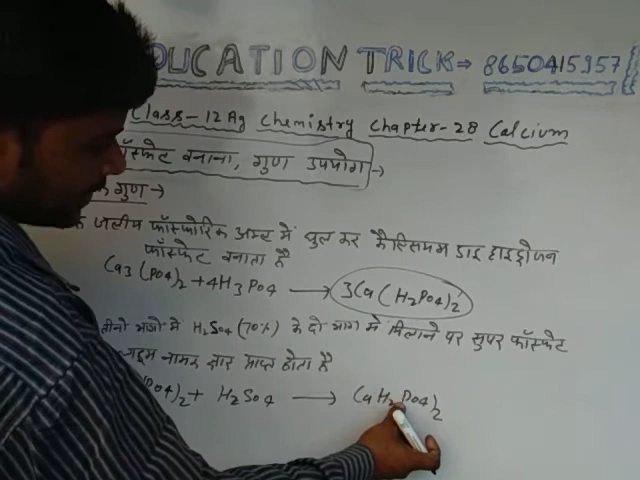 DUCATION TRICK → 8650415957
Class-12 Ag Chemistry Chapter-28 Calcium
फॉस्फेट बनाना, गुण उपयोग →
गुण →
जलीय फॉस्फोरिक अम्ल में घुल कर कैल्सियम डाइ हाइड्रोजन
फॉस्फेट बनाता है
Ca3(PO4)2 + 4H3PO4 → 3Ca(H2PO4)2
H2SO4 (70%) के दो भाग में मिलाने पर सुपर फॉस्फेट
नामक क्षार प्राप्त होता है
PO4)2 + H2SO4 → CaH2PO4)2